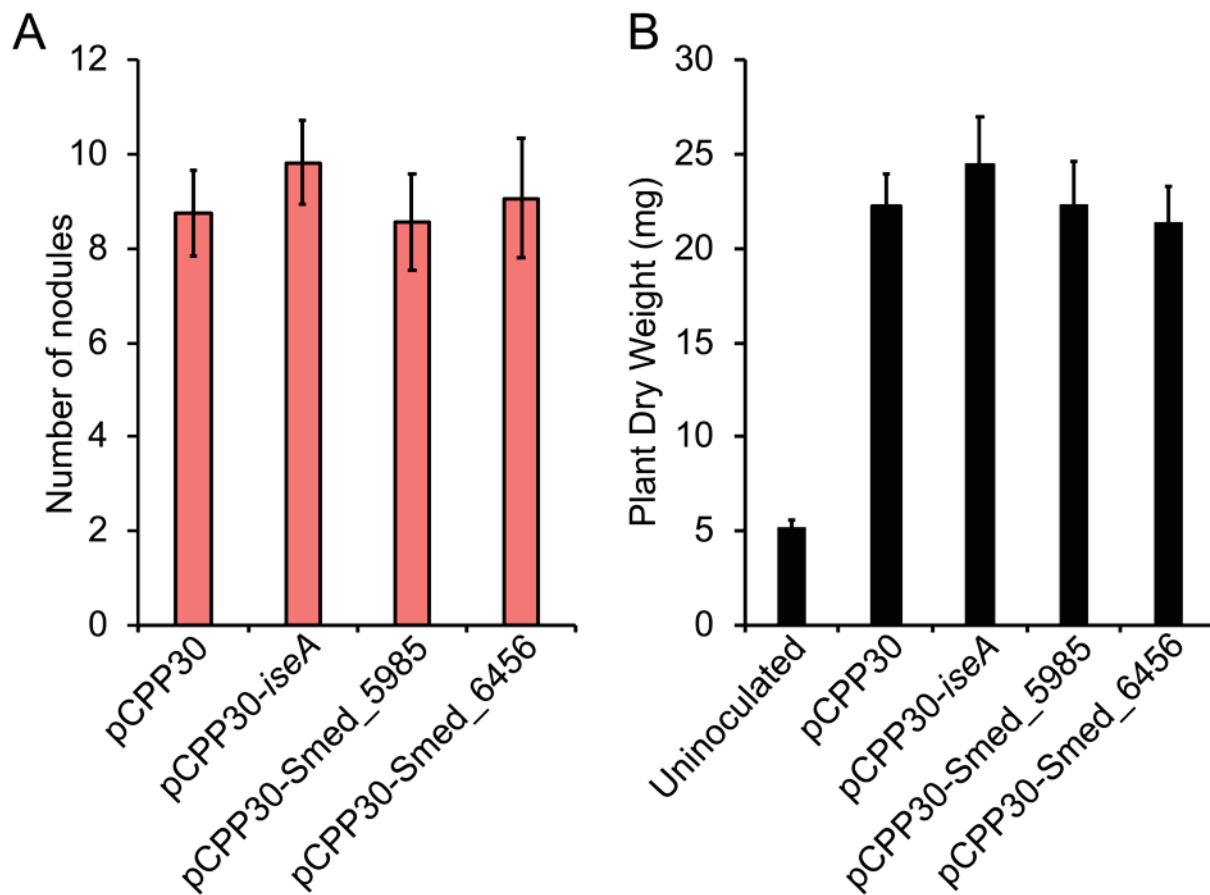 A
Number of nodules
12
10
8
6
4
2
0
pCPP30
pCPP30-iseA
pCPP30-Smed_5985
pCPP30-Smed_6456
B
Plant Dry Weight (mg)
30
25
20
15
10
5
0
Uninoculated
pCPP30
pCPP30-iseA
pCPP30-Smed_5985
pCPP30-Smed_6456